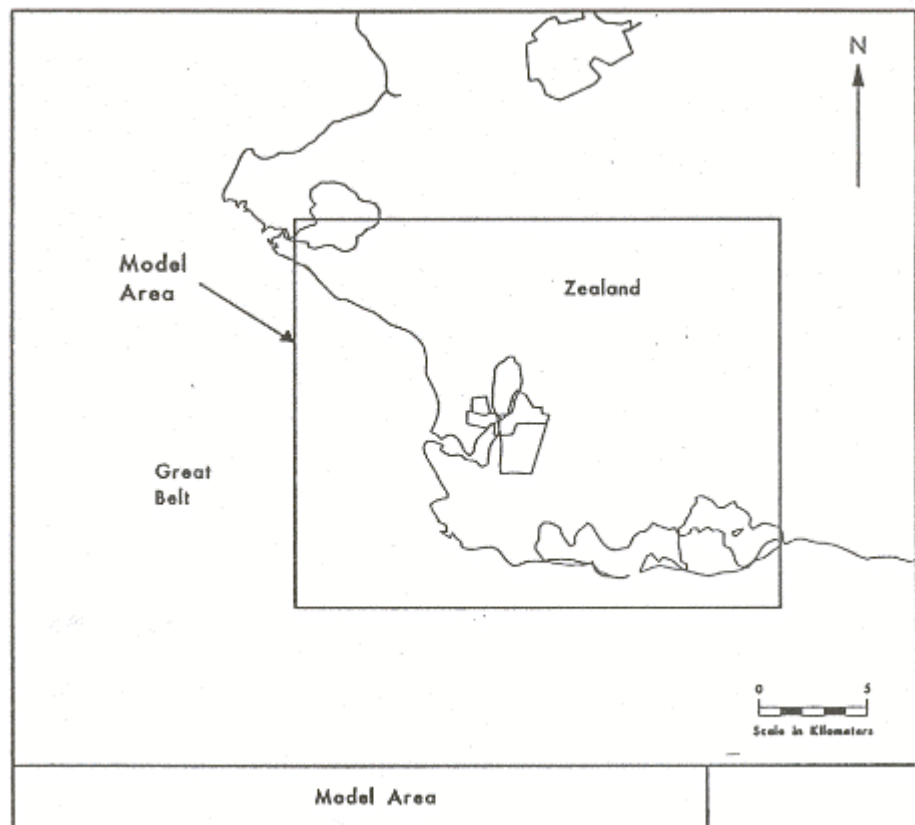 N
Model
Area
Zealand
Great
Belt
0 5
Scale in Kilometers
Model Area